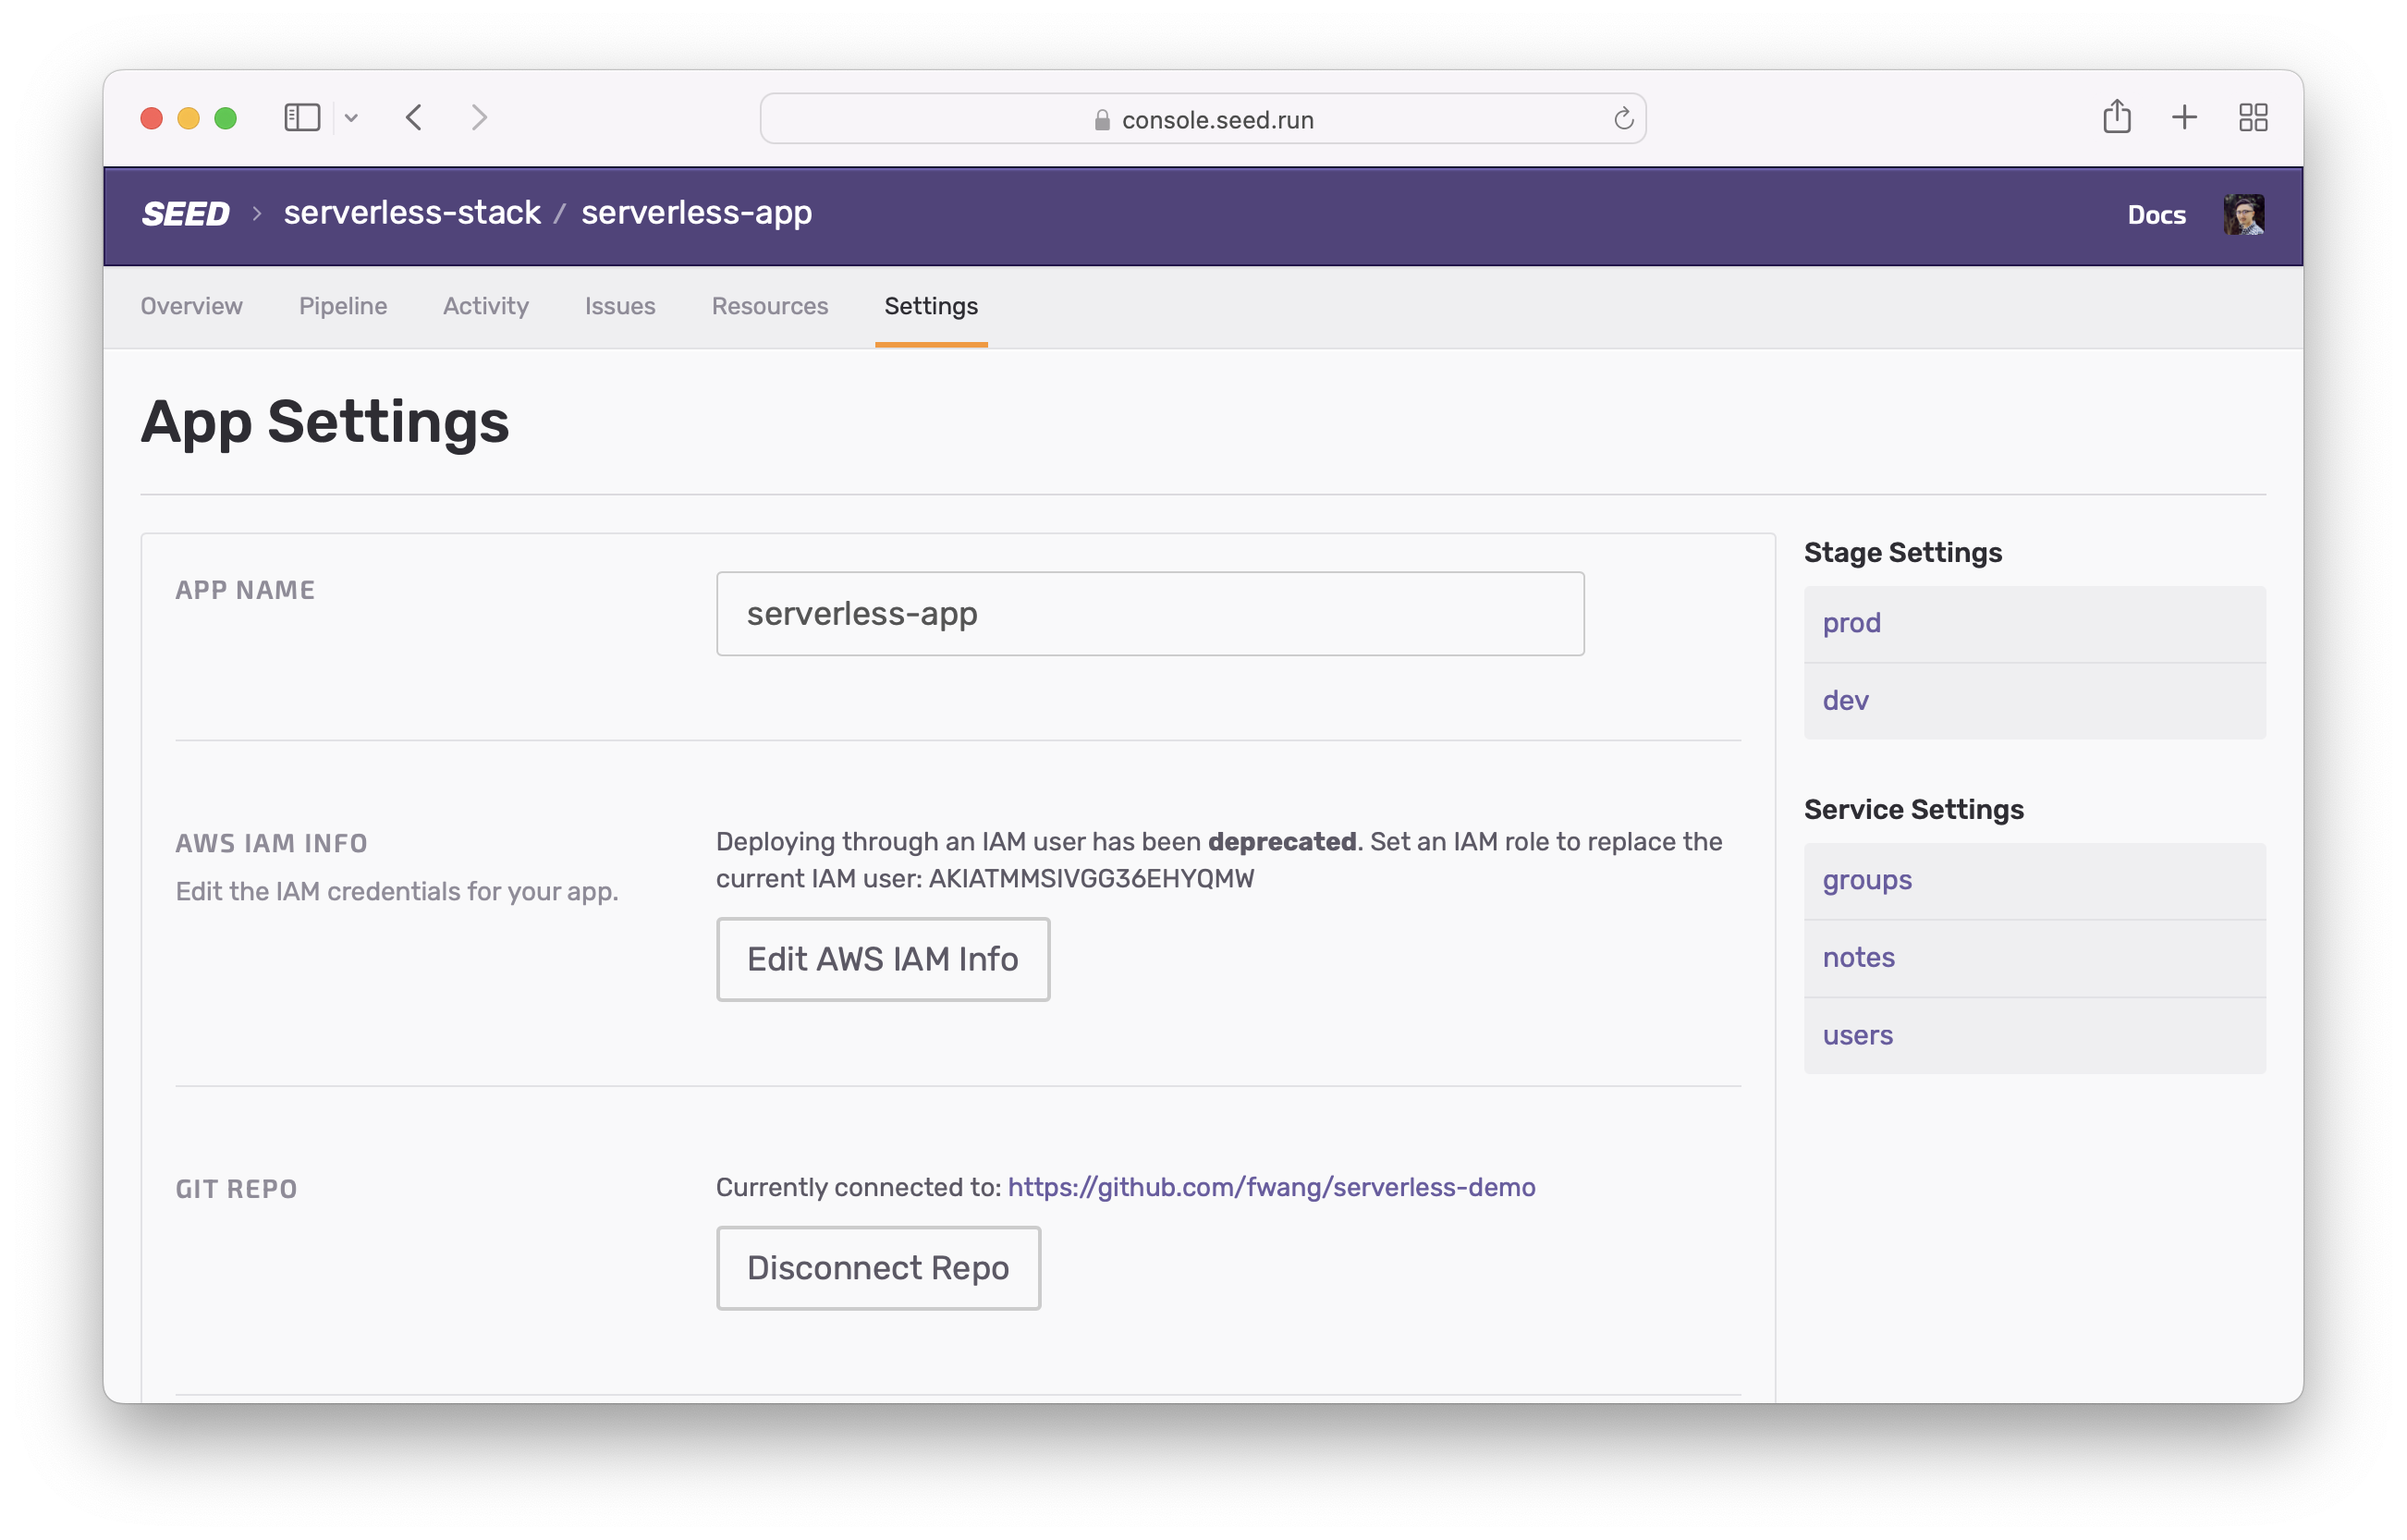 console.seed.run
SEED > serverless-stack / serverless-app
Docs
Overview Pipeline Activity Issues Resources Settings
App Settings
APP NAME
serverless-app
AWS IAM INFO
Edit the IAM credentials for your app.
Deploying through an IAM user has been deprecated. Set an IAM role to replace the
current IAM user: AKIATMMSIVGG36EHYQMW
Edit AWS IAM Info
GIT REPO
Currently connected to: https://github.com/fwang/serverless-demo
Disconnect Repo
Stage Settings
prod
dev
Service Settings
groups
notes
users